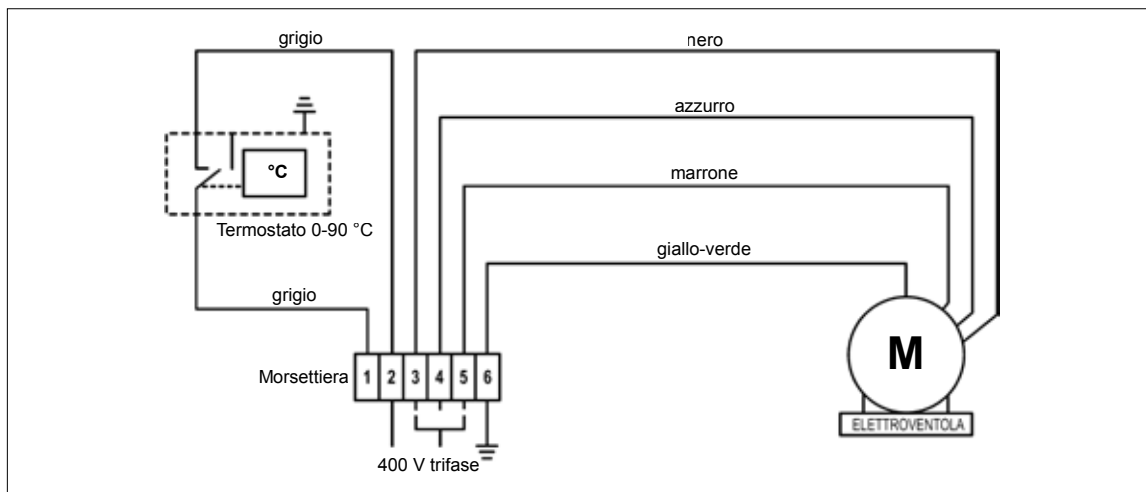 grigio
nero
azzurro
°C
marrone
Termostato 0-90 °C
giallo-verde
grigio
M
Morsettiera 1 2 3 4 5 6
ELETTROVENTOLA
400 V trifase